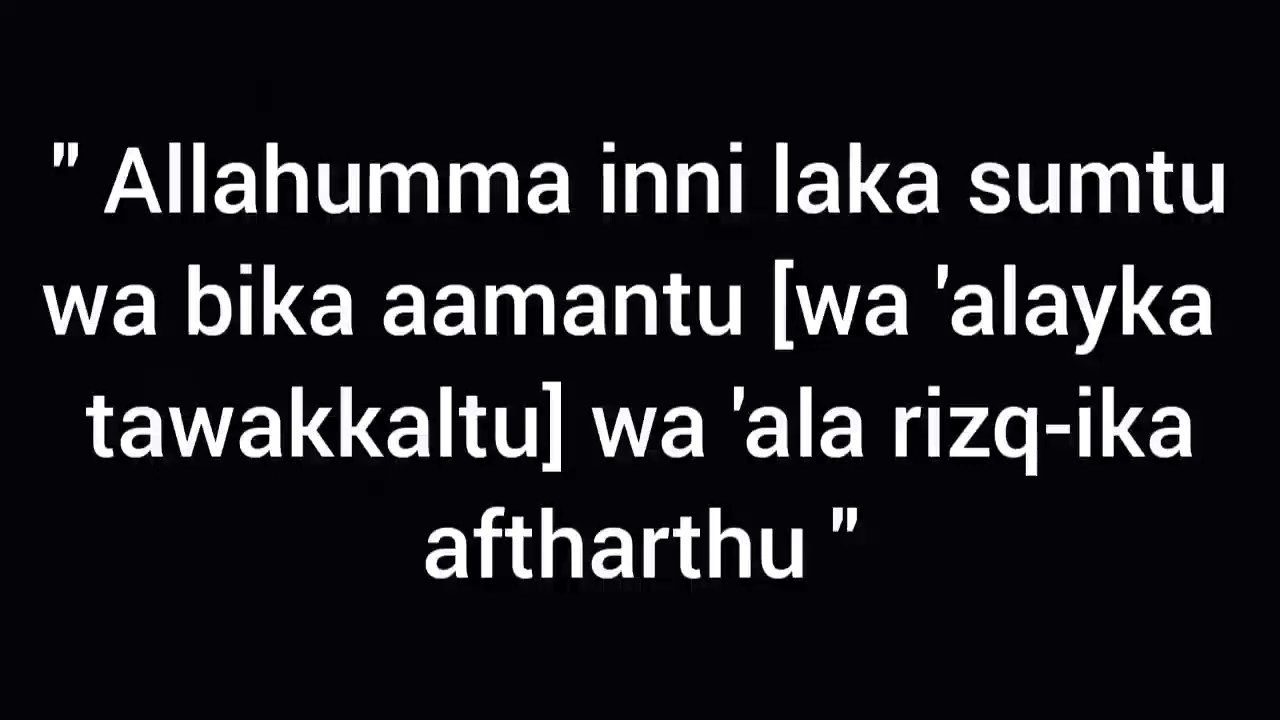 " Allahumma inni laka sumtu
wa bika aamantu [wa 'alayka
tawakkaltu] wa 'ala rizq-ika
aftharthu "